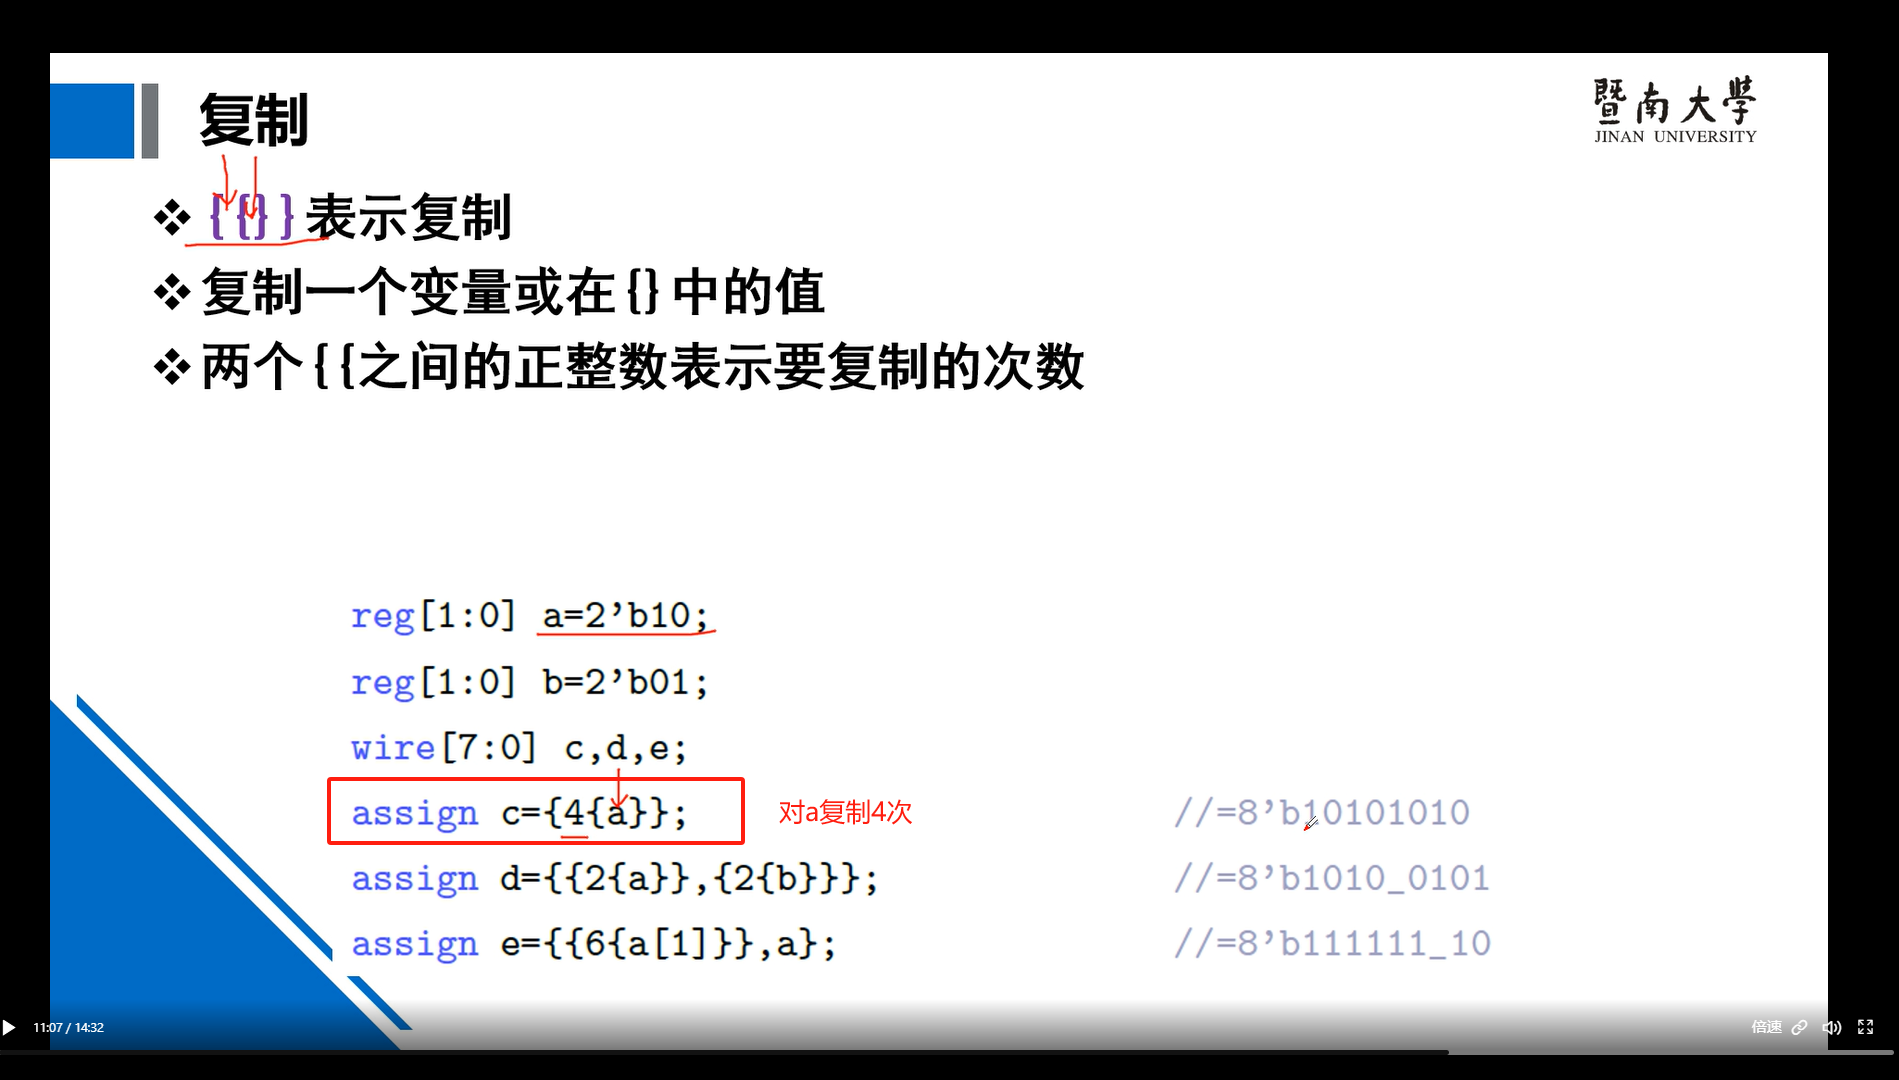 复制
暨南大学
JINAN UNIVERSITY
{{}}表示复制
复制一个变量或在{}中的值
两个{{之间的正整数表示要复制的次数
reg[1:0] a=2’b10;
reg[1:0] b=2’b01;
wire[7:0] c,d,e;
assign c={4{a}}; 对a复制4次 //=8’b10101010
assign d={{2{a}},{2{b}}}; //=8’b1010_0101
assign e={{6{a[1]}},a}; //=8’b111111_10
11:07 / 14:32 倍速